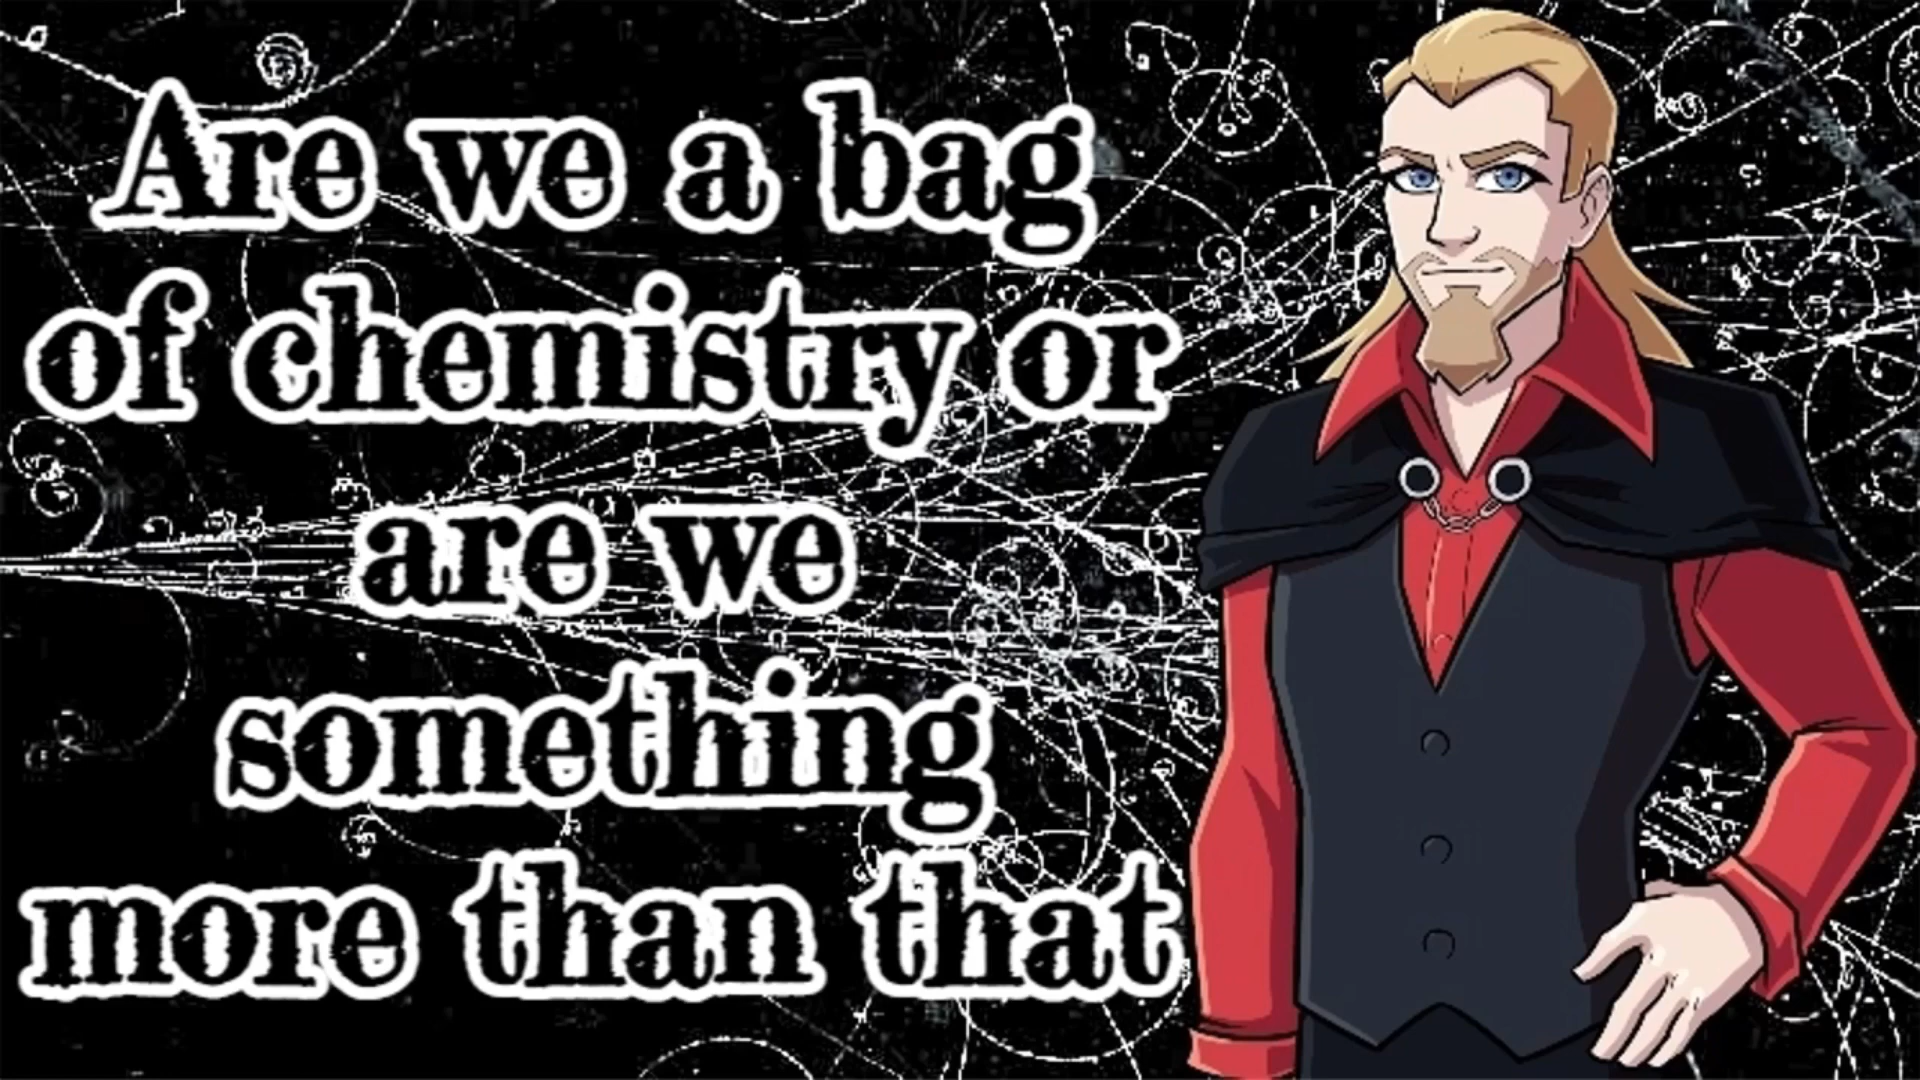 Are we a bag
of chemistry or
are we
something
more than that